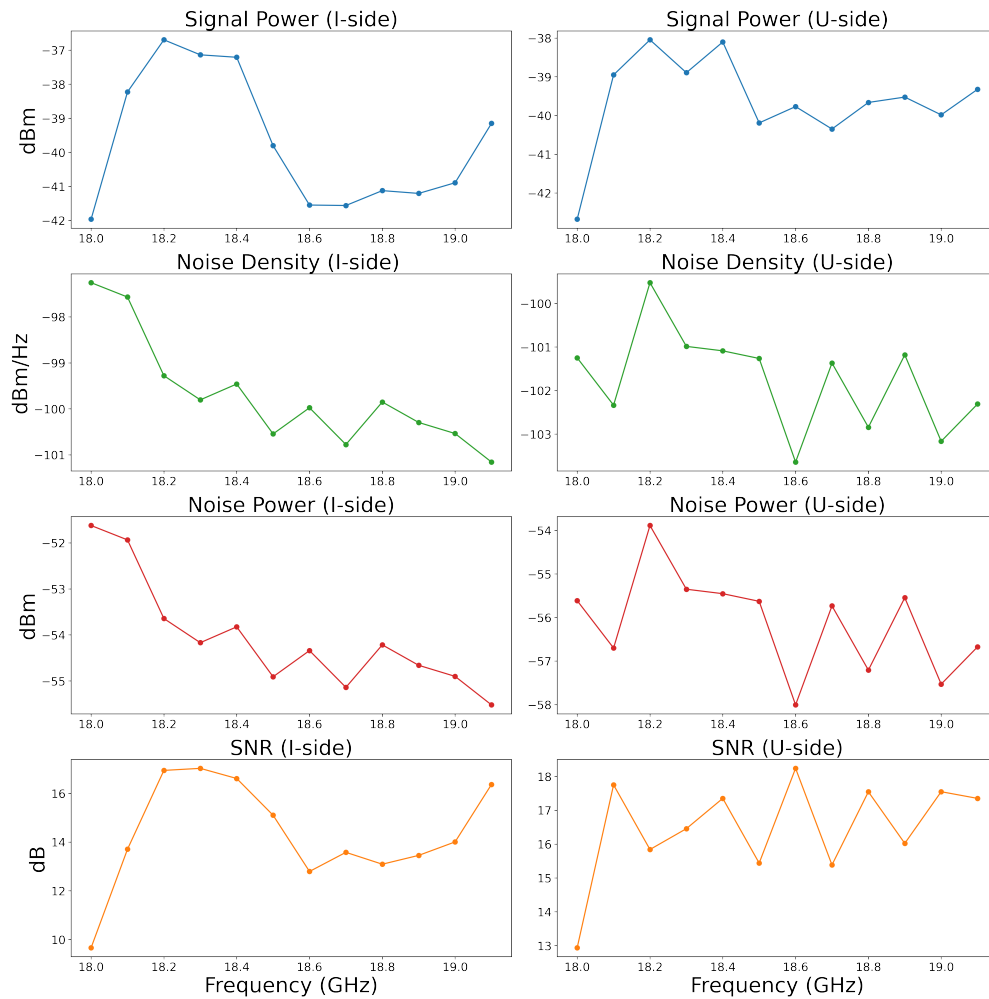 Signal Power (I-side)
Signal Power (U-side)
dBm
−37
−38
−39
−40
−41
−42
18.0 18.2 18.4 18.6 18.8 19.0
−38
−39
−40
−41
−42
18.0 18.2 18.4 18.6 18.8 19.0
Noise Density (I-side)
Noise Density (U-side)
dBm/Hz
−98
−99
−100
−101
18.0 18.2 18.4 18.6 18.8 19.0
−100
−101
−102
−103
18.0 18.2 18.4 18.6 18.8 19.0
Noise Power (I-side)
Noise Power (U-side)
dBm
−52
−53
−54
−55
18.0 18.2 18.4 18.6 18.8 19.0
−54
−55
−56
−57
−58
18.0 18.2 18.4 18.6 18.8 19.0
SNR (I-side)
SNR (U-side)
dB
16
14
12
10
18.0 18.2 18.4 18.6 18.8 19.0
18
17
16
15
14
13
18.0 18.2 18.4 18.6 18.8 19.0
Frequency (GHz)
Frequency (GHz)